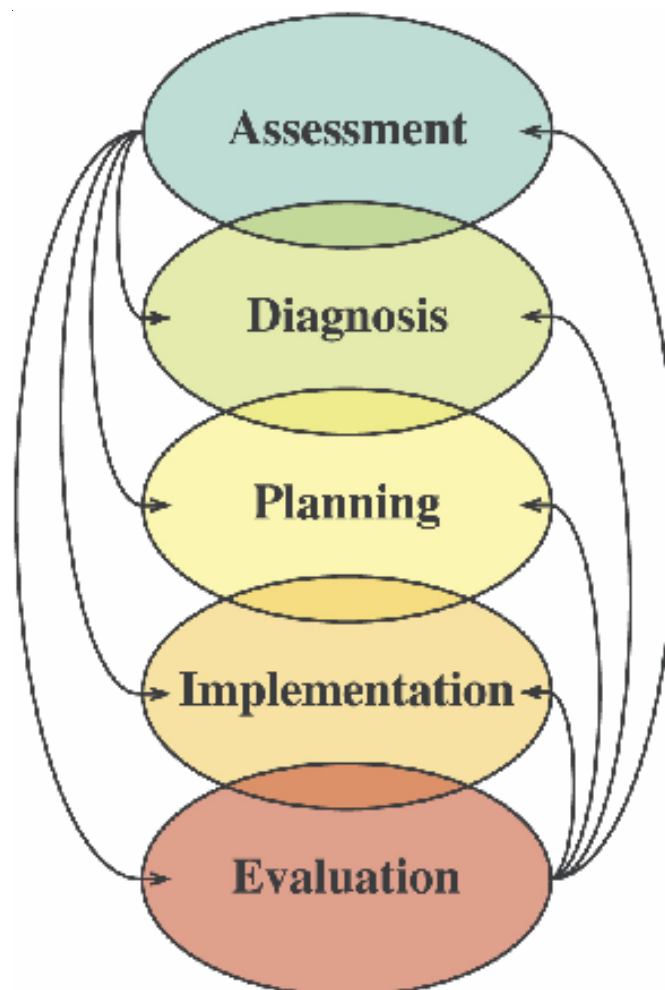 Assessment
Diagnosis
Planning
Implementation
Evaluation